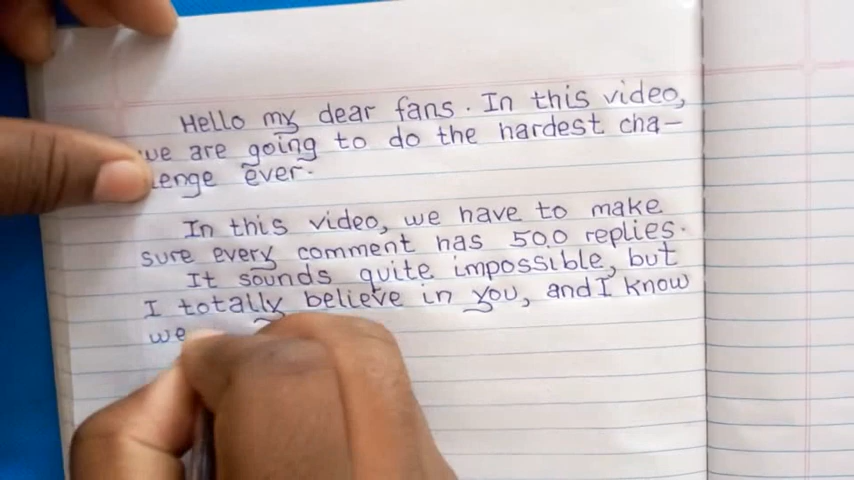 Hello my dear fans. In this video,
we are going to do the hardest cha-
lenge ever.
In this video, we have to make
sure every comment has 500 replies.
It sounds quite impossible, but
I totally believe in you, and I know
we